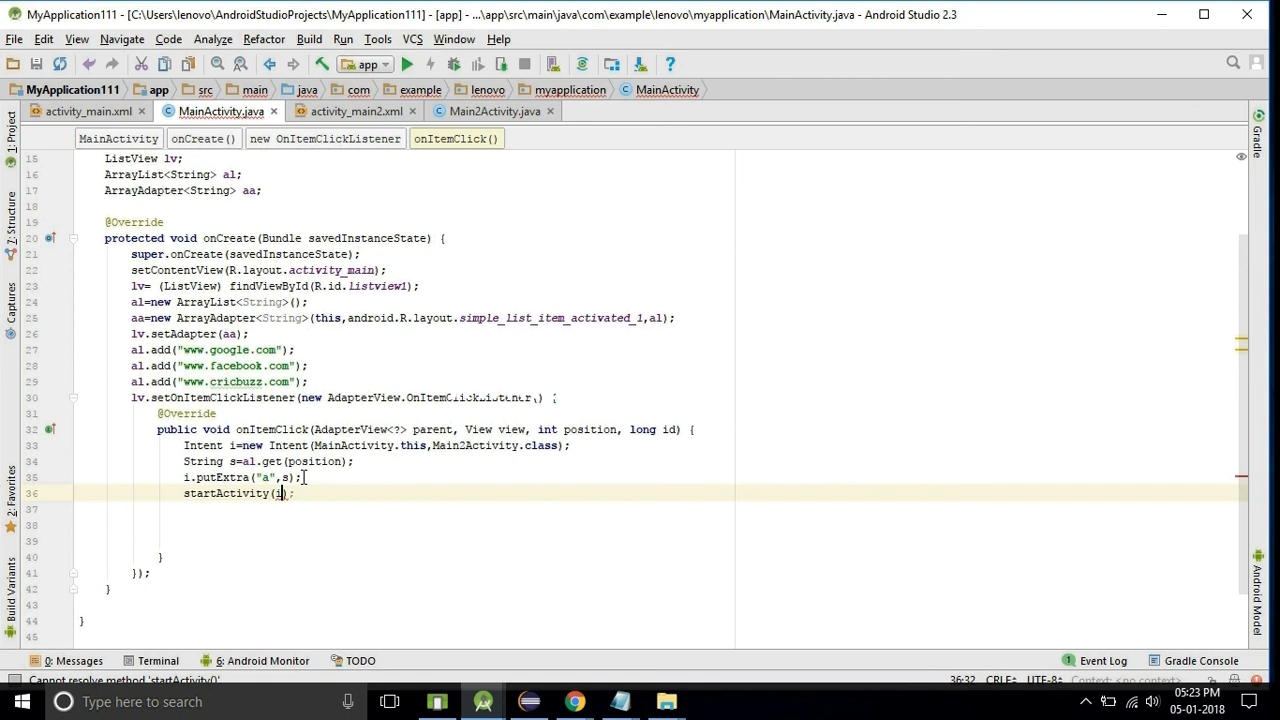 MyApplication111 - [C:\Users\lenovo\AndroidStudioProjects\MyApplication111] - [app] - ...\app\src\main\java\com\example\lenovo\myapplication\MainActivity.java - Android Studio 2.3
File Edit View Navigate Code Analyze Refactor Build Run Tools VCS Window Help
app
MyApplication111 app src main java com example lenovo myapplication MainActivity
activity_main.xml MainActivity.java activity_main2.xml Main2Activity.java
MainActivity onCreate() new OnItemClickListener onItemClick()
1: Project
7: Structure
Captures
2: Favorites
Build Variants
Gradle
Android Model
15 ListView lv;
16 ArrayList<String> al;
17 ArrayAdapter<String> aa;
18
19 @Override
20 protected void onCreate(Bundle savedInstanceState) {
21 super.onCreate(savedInstanceState);
22 setContentView(R.layout.activity_main);
23 lv= (ListView) findViewById(R.id.Listview1);
24 al=new ArrayList<String>();
25 aa=new ArrayAdapter<String>(this,android.R.layout.simple_list_item_activated_1,al);
26 lv.setAdapter(aa);
27 al.add("www.google.com");
28 al.add("www.facebook.com");
29 al.add("www.cricbuzz.com");
30 lv.setOnItemClickListener(new AdapterView.OnItemClickListener() {
31 @Override
32 public void onItemClick(AdapterView<?> parent, View view, int position, long id) {
33 Intent i=new Intent(MainActivity.this,Main2Activity.class);
34 String s=al.get(position);
35 i.putExtra("a",s);
36 startActivity(i);
37
38
39
40 }
41 });
42 }
43
44 }
45
0: Messages Terminal 6: Android Monitor TODO 1 Event Log Gradle Console
Cannot resolve method 'startActivity()' 36:32 CRLF÷ UTF-8÷ Context: <no context>
Type here to search
05:23 PM
05-01-2018